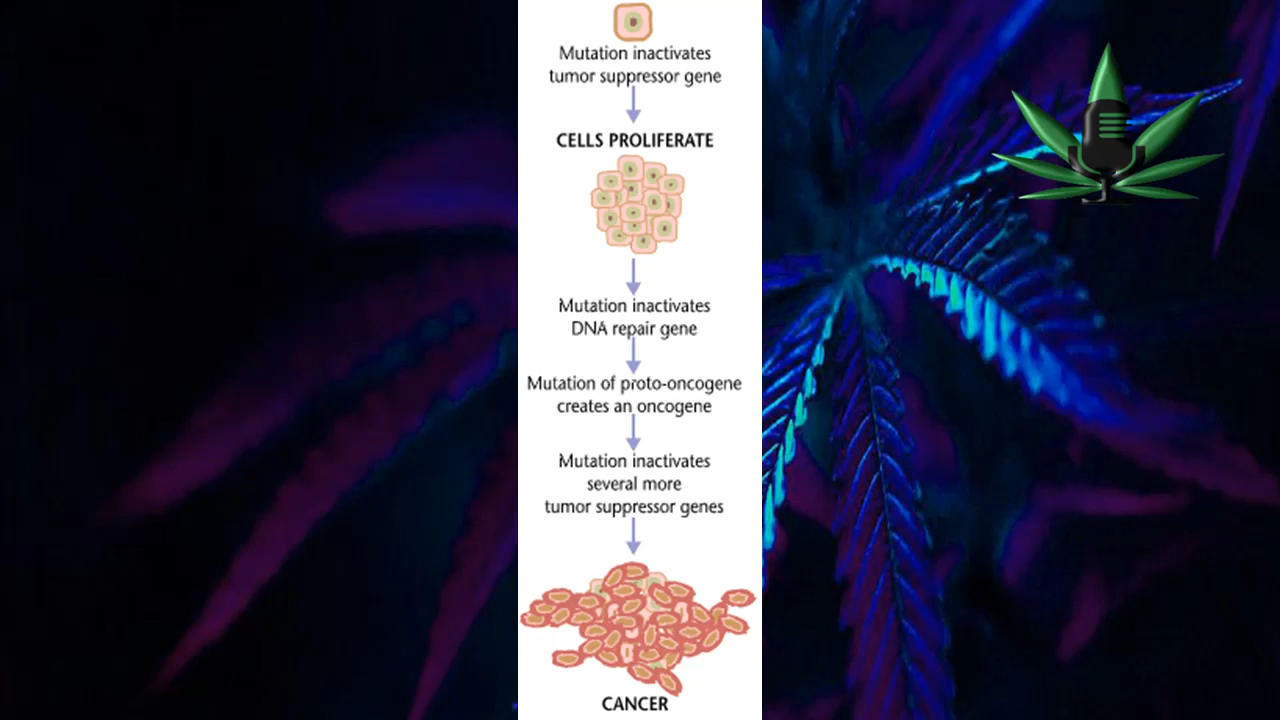 Mutation inactivates
tumor suppressor gene
CELLS PROLIFERATE
Mutation inactivates
DNA repair gene
Mutation of proto-oncogene
creates an oncogene
Mutation inactivates
several more
tumor suppressor genes
CANCER